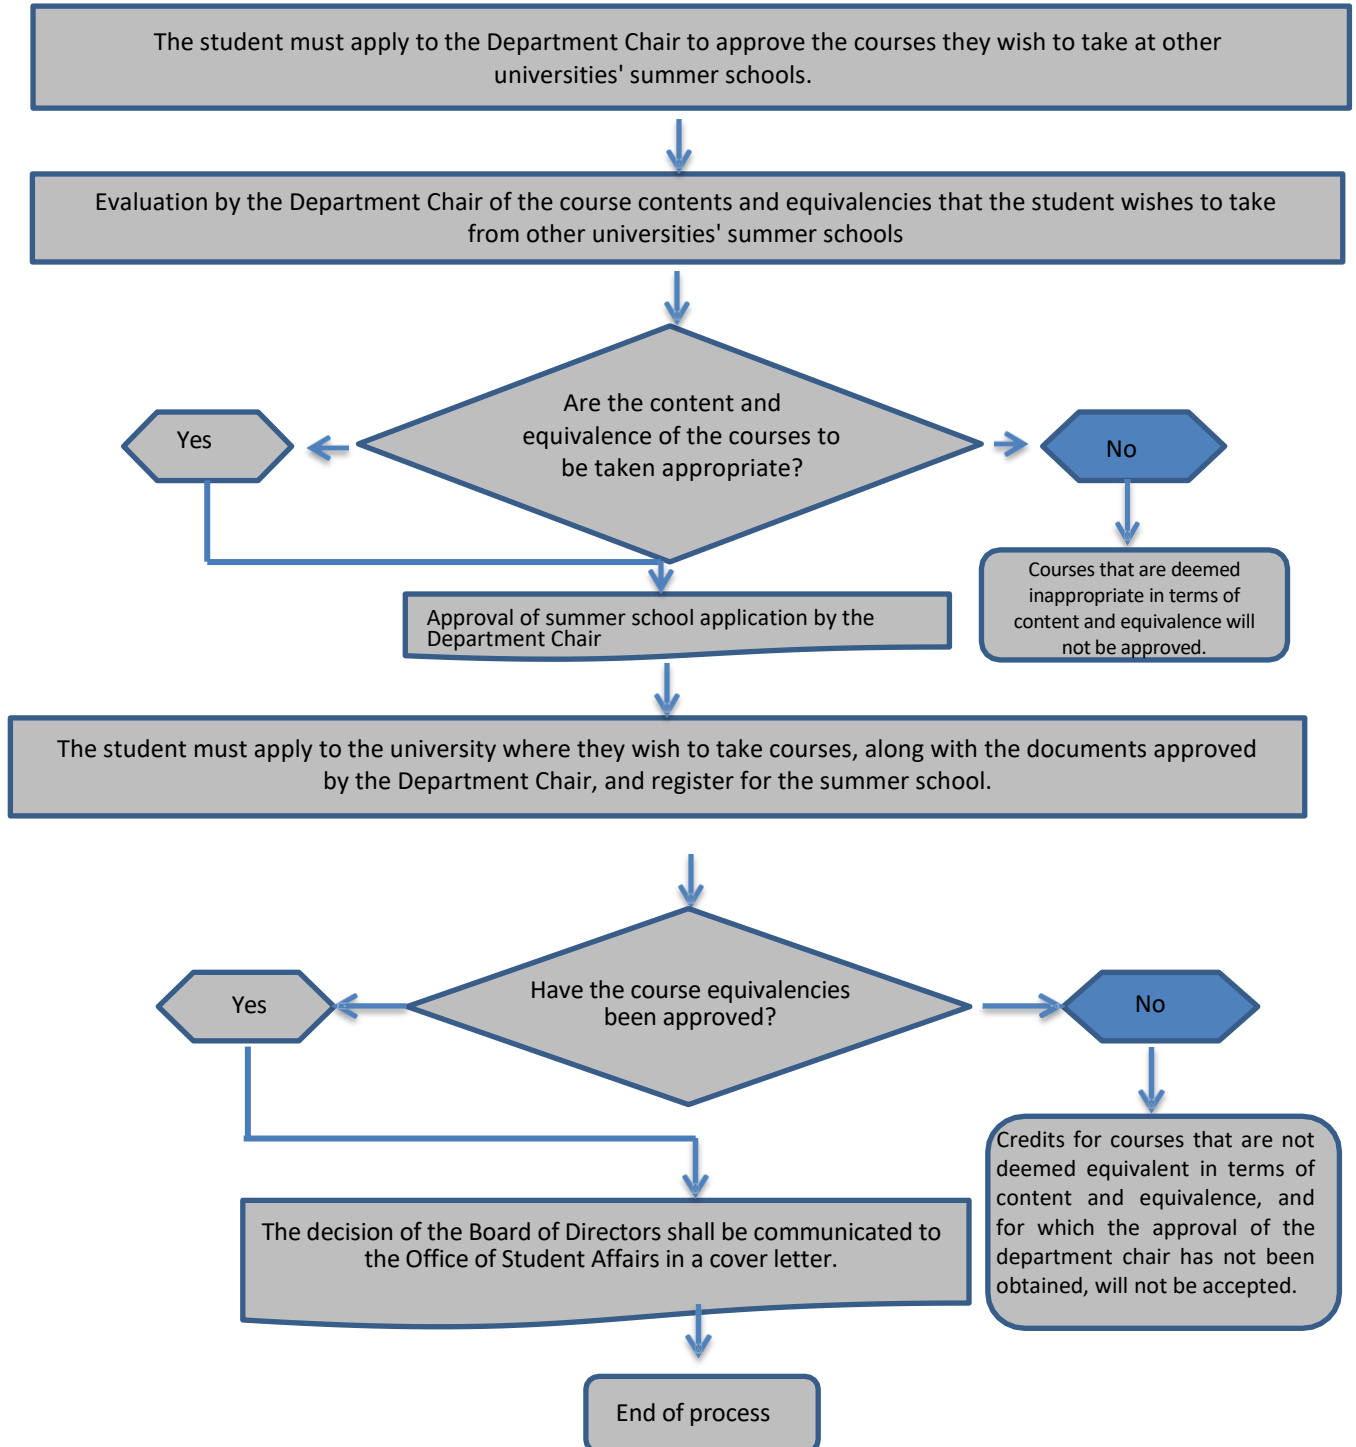 The student must apply to the Department Chair to approve the courses they wish to take at other
universities' summer schools.
Evaluation by the Department Chair of the course contents and equivalencies that the student wishes to take
from other universities' summer schools
Are the content and
equivalence of the courses to
be taken appropriate?
Yes
No
Courses that are deemed
inappropriate in terms of
content and equivalence will
not be approved.
Approval of summer school application by the
Department Chair
The student must apply to the university where they wish to take courses, along with the documents approved
by the Department Chair, and register for the summer school.
Have the course equivalencies
been approved?
Yes
No
Credits for courses that are not
deemed equivalent in terms of
content and equivalence, and
for which the approval of the
department chair has not been
obtained, will not be accepted.
The decision of the Board of Directors shall be communicated to
the Office of Student Affairs in a cover letter.
End of process